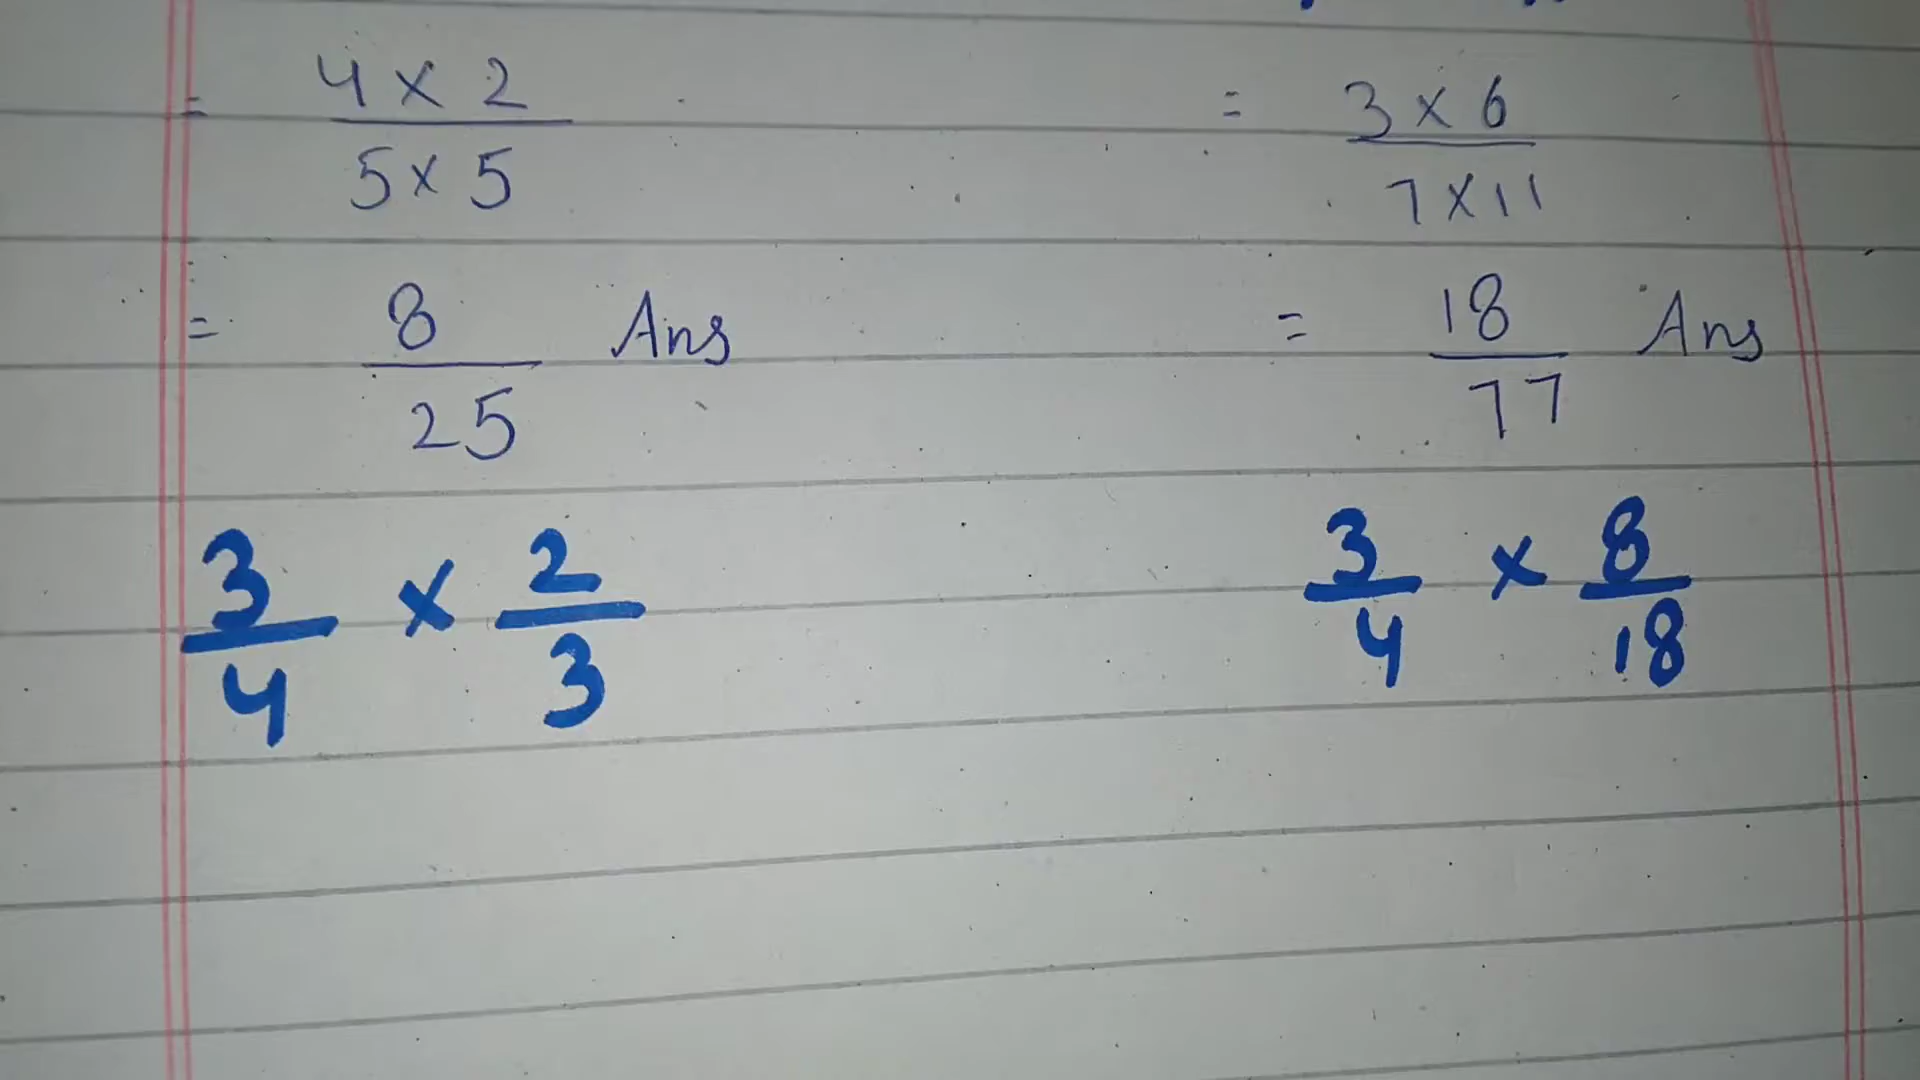 = 4 x 2 = 3 x 6
5 x 5 7 x 11
= 8 Ans = 18 Ans
25 77
3 x 2 3 x 8
4 3 4 18